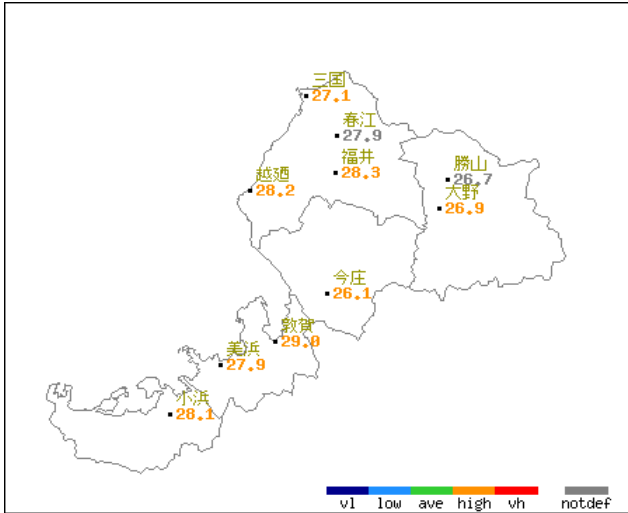 三国
27.1
春江
27.9
福井
28.3
越廼
28.2
勝山
26.7
大野
26.9
今庄
26.1
敦賀
29.0
美浜
27.9
小浜
28.1
vl low ave high vh notdef